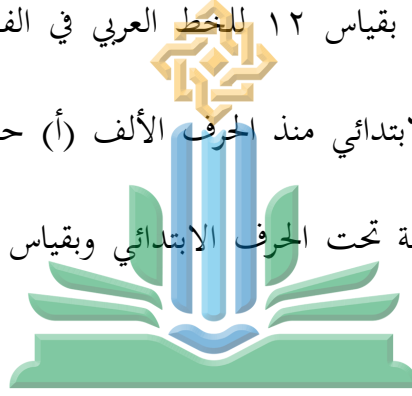 بقياس ١٢ للخط العربي في الف
لابتدائي منذ الحرف الألف (أ) ح
ة تحت الحرف الابتدائي وبقياس